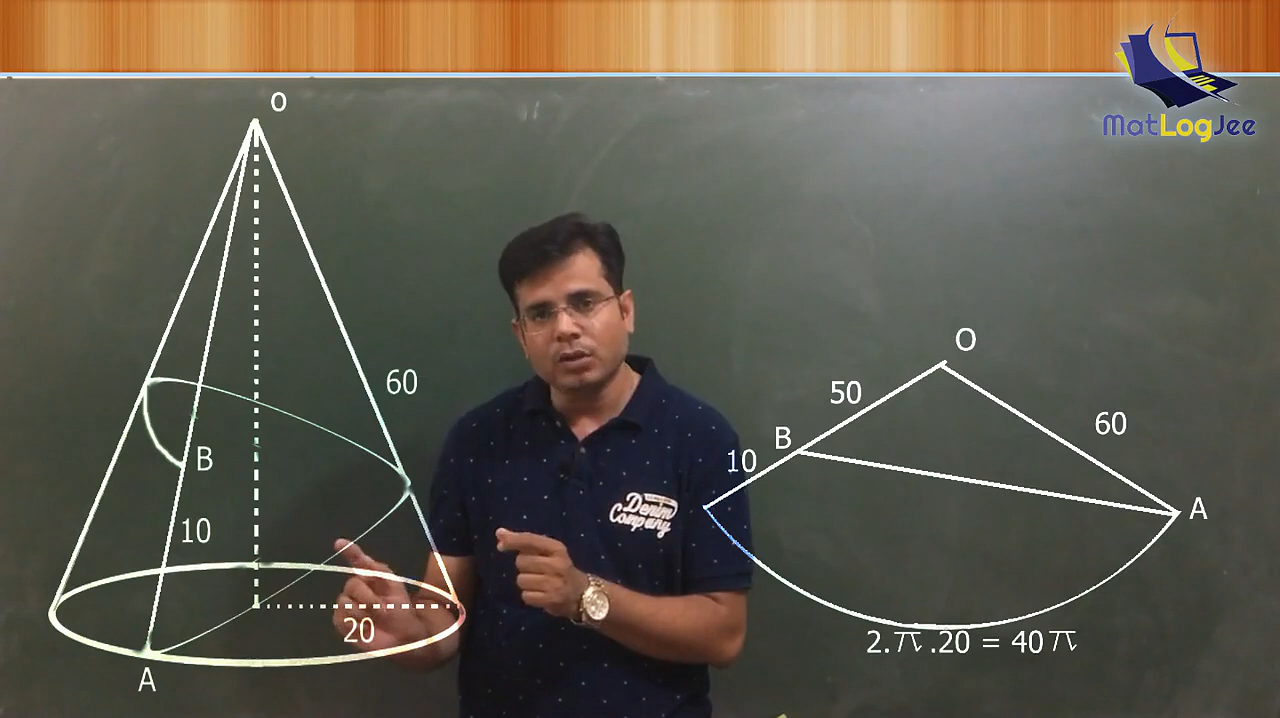 MatLogJee
O
60
B
10
20
A
O
50
60
B
10
A
2.π.20 = 40π
Denim
Company